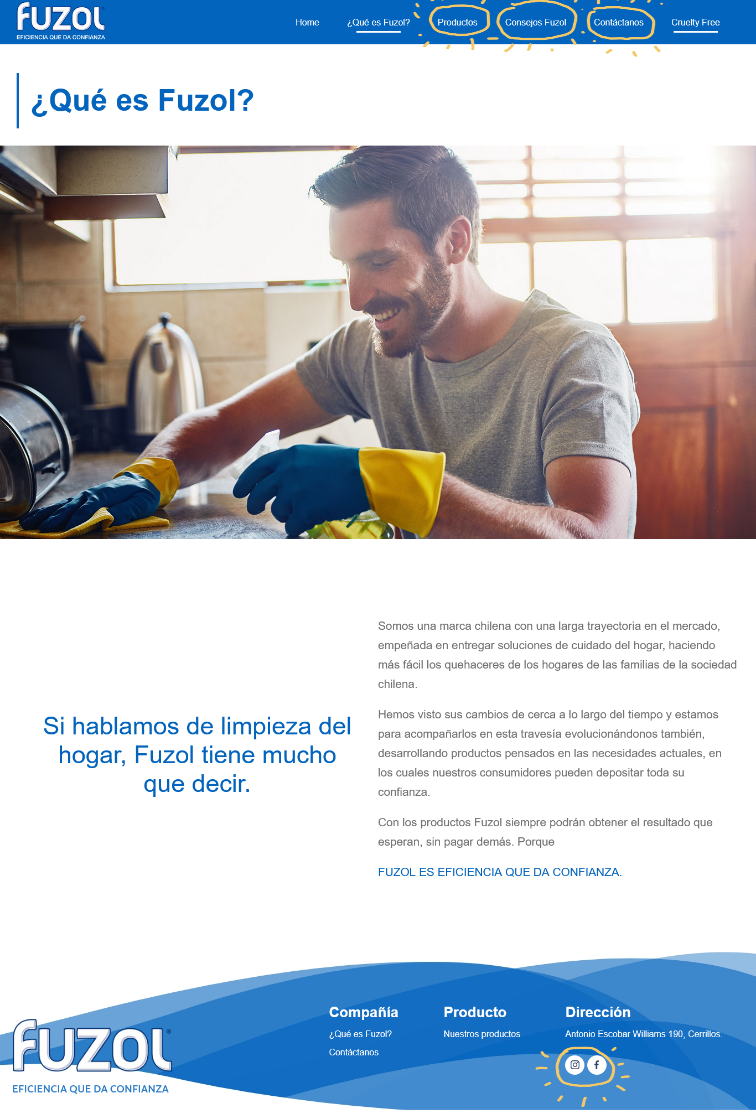 FUZOL
EFICIENCIA QUE DA CONFIANZA
Home ¿Qué es Fuzol? Productos Consejos Fuzol Contáctanos Cruelty Free
¿Qué es Fuzol?
Si hablamos de limpieza del
hogar, Fuzol tiene mucho
que decir.
Somos una marca chilena con una larga trayectoria en el mercado,
empeñada en entregar soluciones de cuidado del hogar, haciendo
más fácil los quehaceres de los hogares de las familias de la sociedad
chilena.
Hemos visto sus cambios de cerca a lo largo del tiempo y estamos
para acompañarlos en esta travesía evolucionándonos también,
desarrollando productos pensados en las necesidades actuales, en
los cuales nuestros consumidores pueden depositar toda su
confianza.
Con los productos Fuzol siempre podrán obtener el resultado que
esperan, sin pagar demás. Porque
FUZOL ES EFICIENCIA QUE DA CONFIANZA.
FUZOL®
EFICIENCIA QUE DA CONFIANZA
Compañía
¿Qué es Fuzol?
Contáctanos
Producto
Nuestros productos
Dirección
Antonio Escobar Williams 190, Cerrillos.